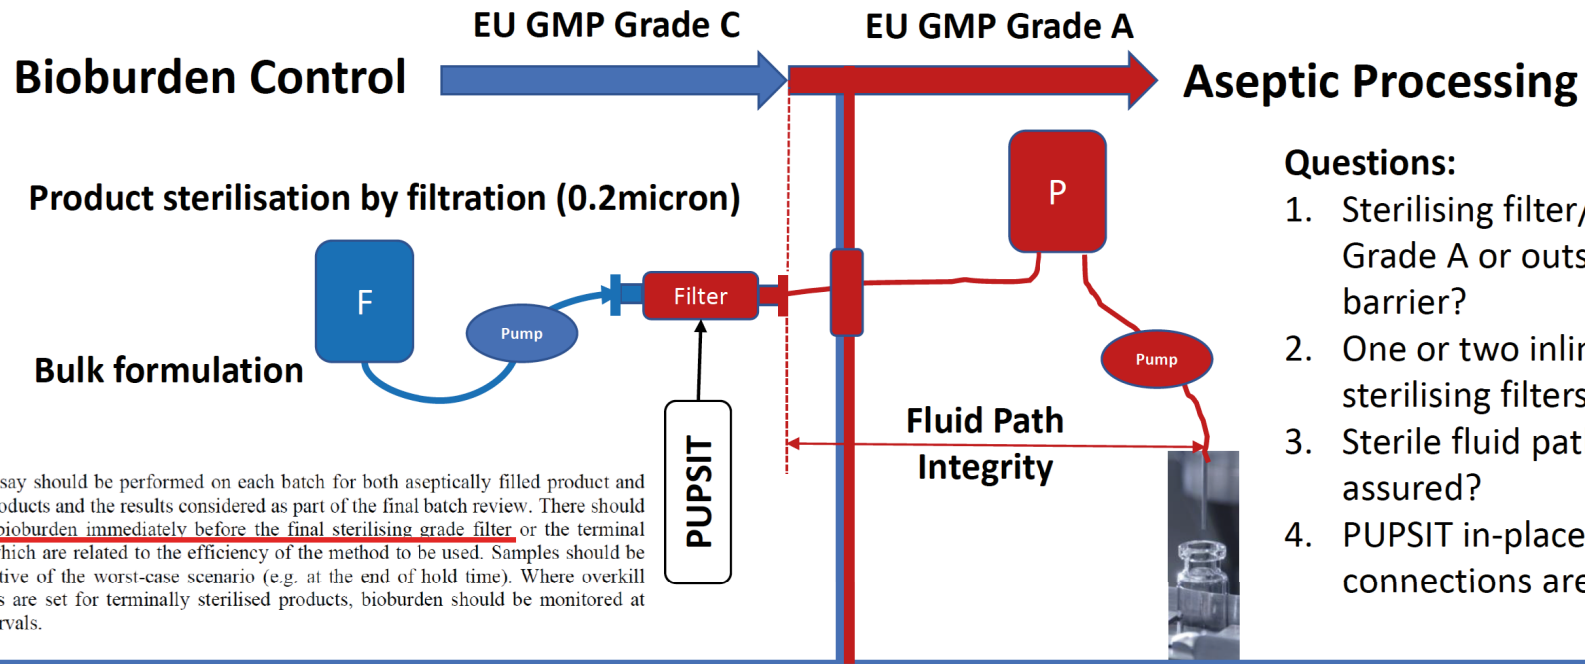 EU GMP Grade C
EU GMP Grade A
Bioburden Control
Aseptic Processing
Product sterilisation by filtration (0.2micron)
F
Pump
Filter
P
Pump
Bulk formulation
PUPSIT
Fluid Path
Integrity
say should be performed on each batch for both aseptically filled product and
oducts and the results considered as part of the final batch review. There should
bioburden immediately before the final sterilising grade filter or the terminal
hich are related to the efficiency of the method to be used. Samples should be
tive of the worst-case scenario (e.g. at the end of hold time). Where overkill
s are set for terminally sterilised products, bioburden should be monitored at
rvals.
Questions:
1. Sterilising filter/
Grade A or outs
barrier?
2. One or two inlin
sterilising filters
3. Sterile fluid pat
assured?
4. PUPSIT in-place
connections are